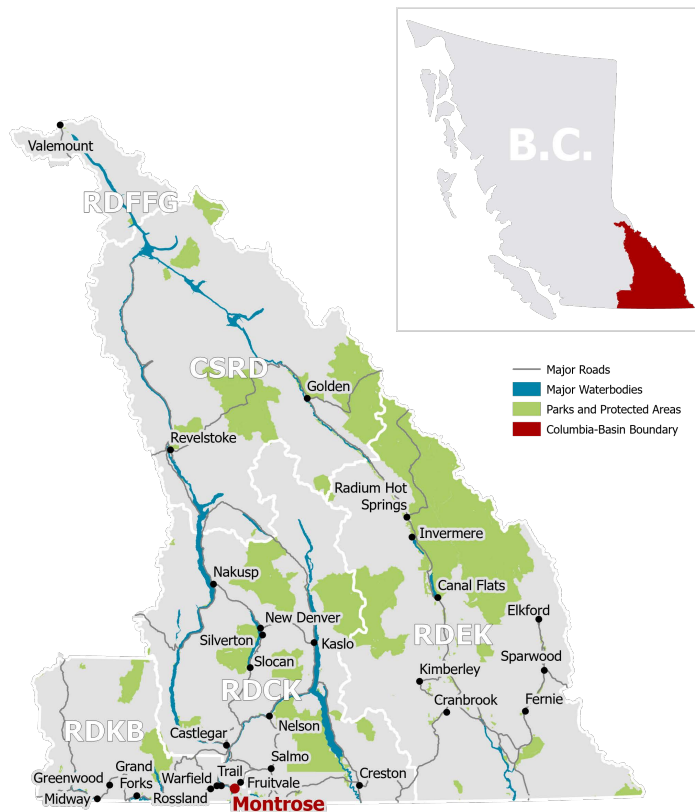 B.C.
Valemount
RDFFG
CSRD
Golden
Revelstoke
Major Roads
Major Waterbodies
Parks and Protected Areas
Columbia-Basin Boundary
Radium Hot
Springs
Invermere
Nakusp
Canal Flats
New Denver
Elkford
Silverton
Kaslo
RDEK
Slocan
Sparwood
Kimberley
RDCK
Cranbrook
Fernie
RDKB
Nelson
Castlegar
Salmo
Grand
Forks
Greenwood
Warfield
Trail
Fruitvale
Creston
Midway
Rossland
Montrose